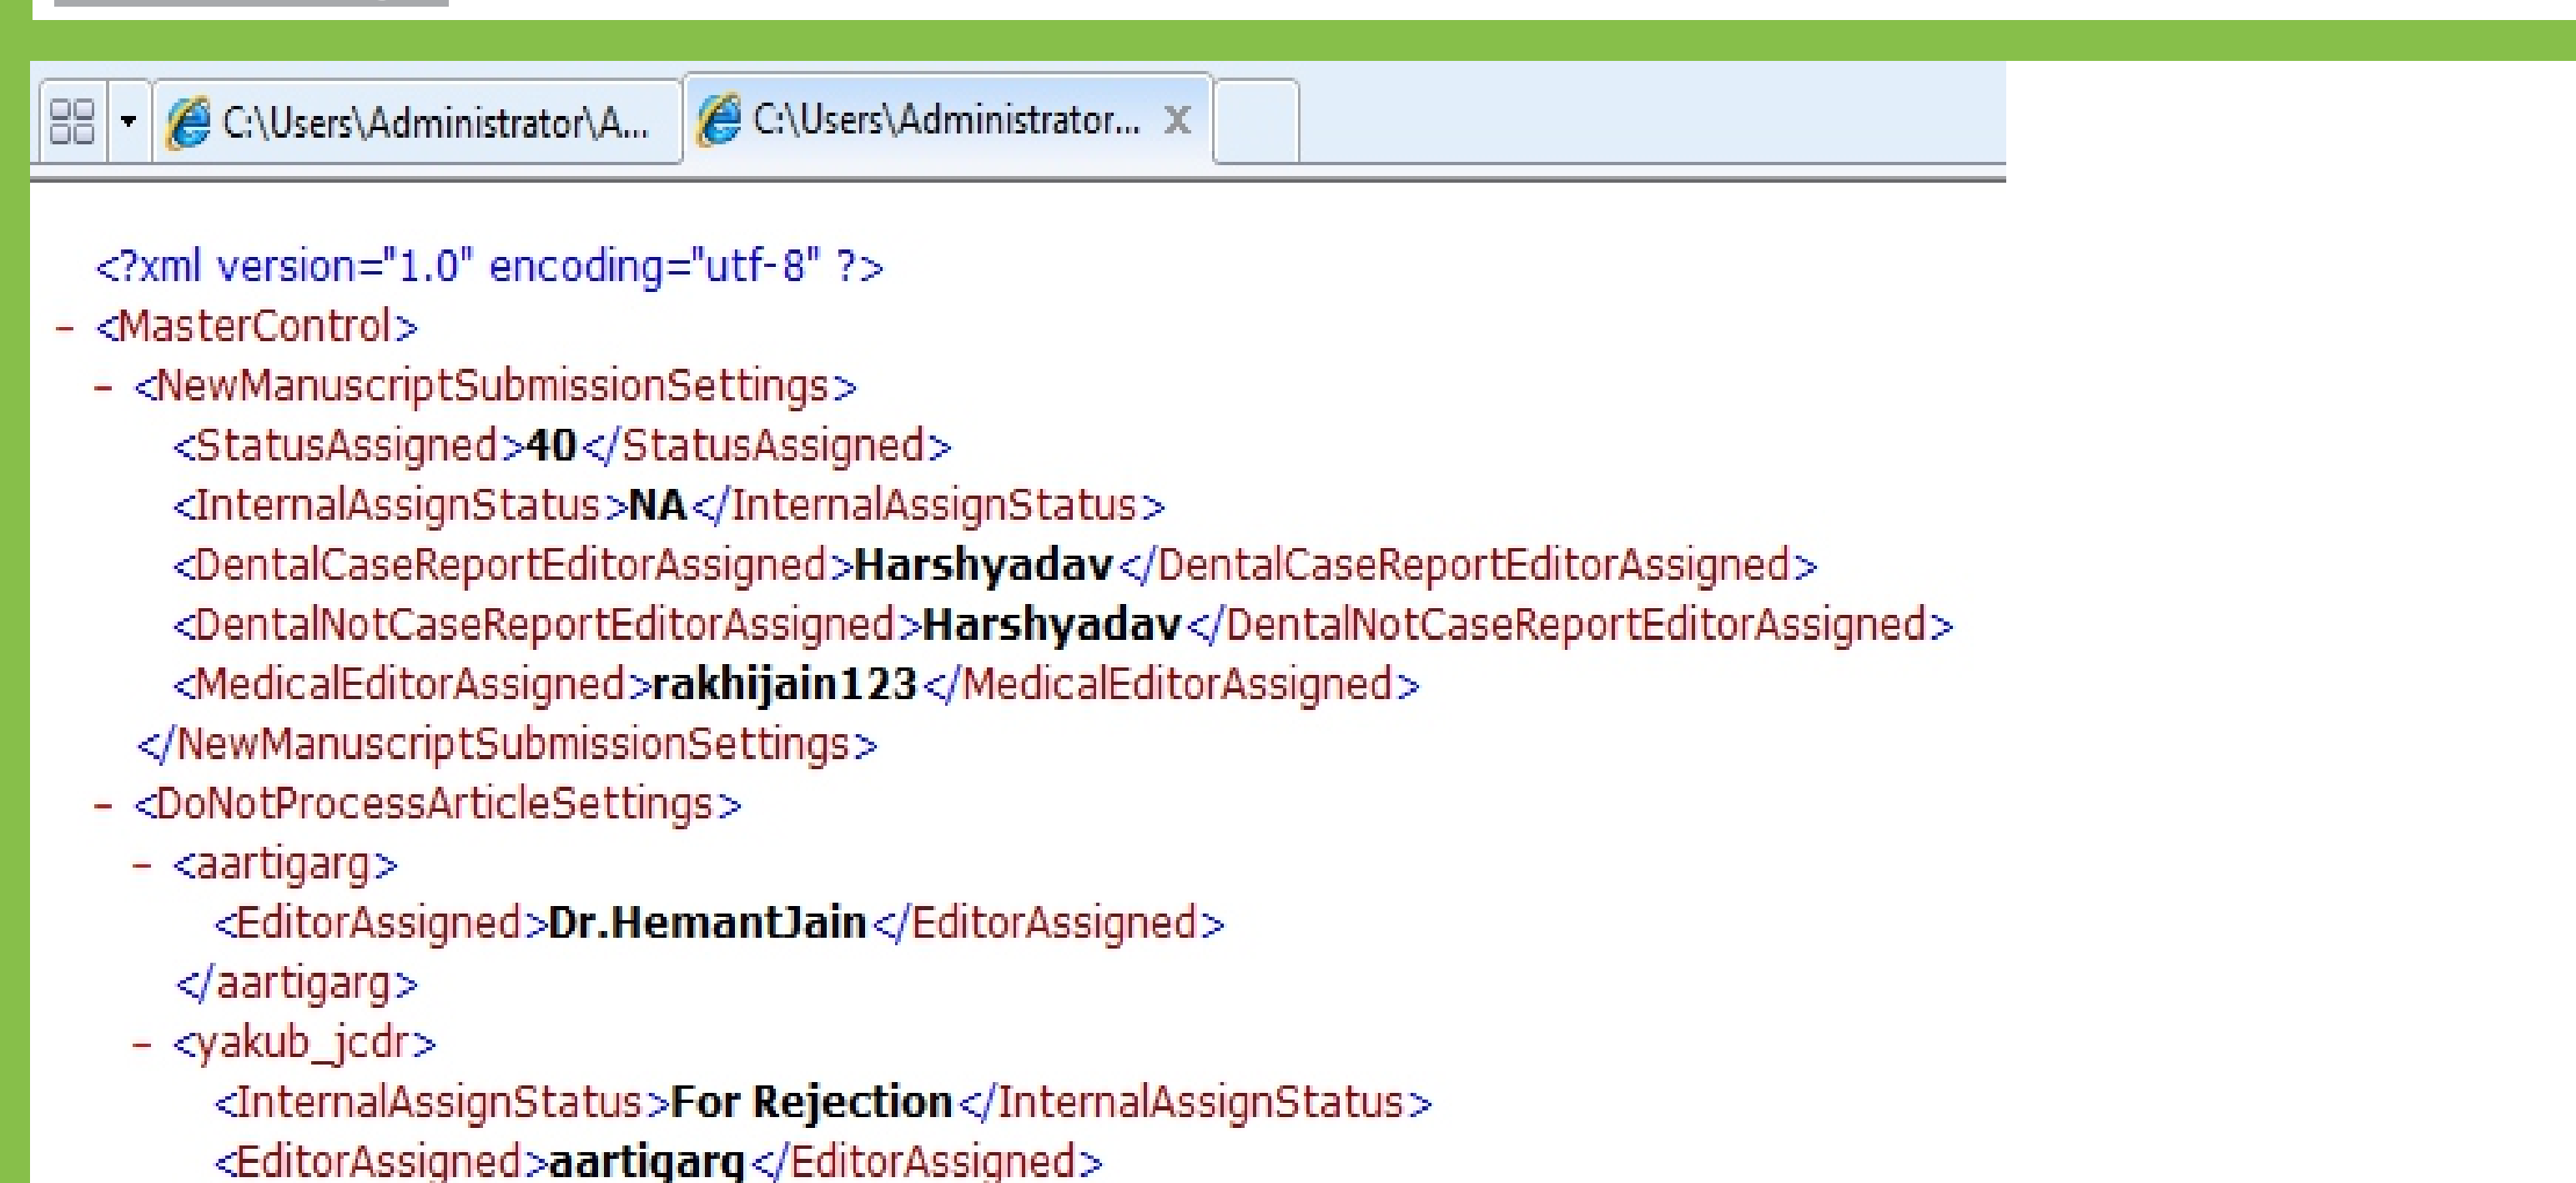 C:\Users\Administrator\A... C:\Users\Administrator... X
<?xml version="1.0" encoding="utf-8" ?>
- <MasterControl>
- <NewManuscriptSubmissionSettings>
<StatusAssigned>40</StatusAssigned>
<InternalAssignStatus>NA</InternalAssignStatus>
<DentalCaseReportEditorAssigned>Harshyadav</DentalCaseReportEditorAssigned>
<DentalNotCaseReportEditorAssigned>Harshyadav</DentalNotCaseReportEditorAssigned>
<MedicalEditorAssigned>rakhijain123</MedicalEditorAssigned>
</NewManuscriptSubmissionSettings>
- <DoNotProcessArticleSettings>
- <aartigarg>
<EditorAssigned>Dr.HemantJain</EditorAssigned>
</aartigarg>
- <yakub_jcdr>
<InternalAssignStatus>For Rejection</InternalAssignStatus>
<EditorAssigned>aartigarg</EditorAssigned>